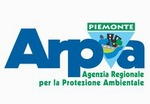 PIEMONTE
Arpa
Agenzia Regionale
per la Protezione Ambientale